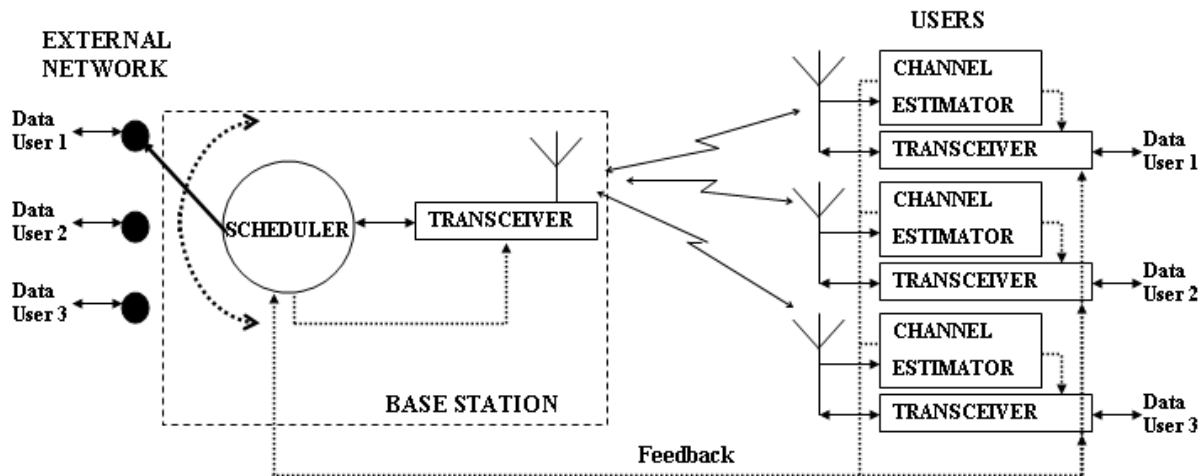 USERS
EXTERNAL
NETWORK
CHANNEL
ESTIMATOR
Data
User 1
TRANSCEIVER
Data
User 1
CHANNEL
ESTIMATOR
Data
User 2
SCHEDULER
TRANSCEIVER
TRANSCEIVER
Data
User 2
Data
User 3
CHANNEL
ESTIMATOR
BASE STATION
TRANSCEIVER
Data
User 3
Feedback